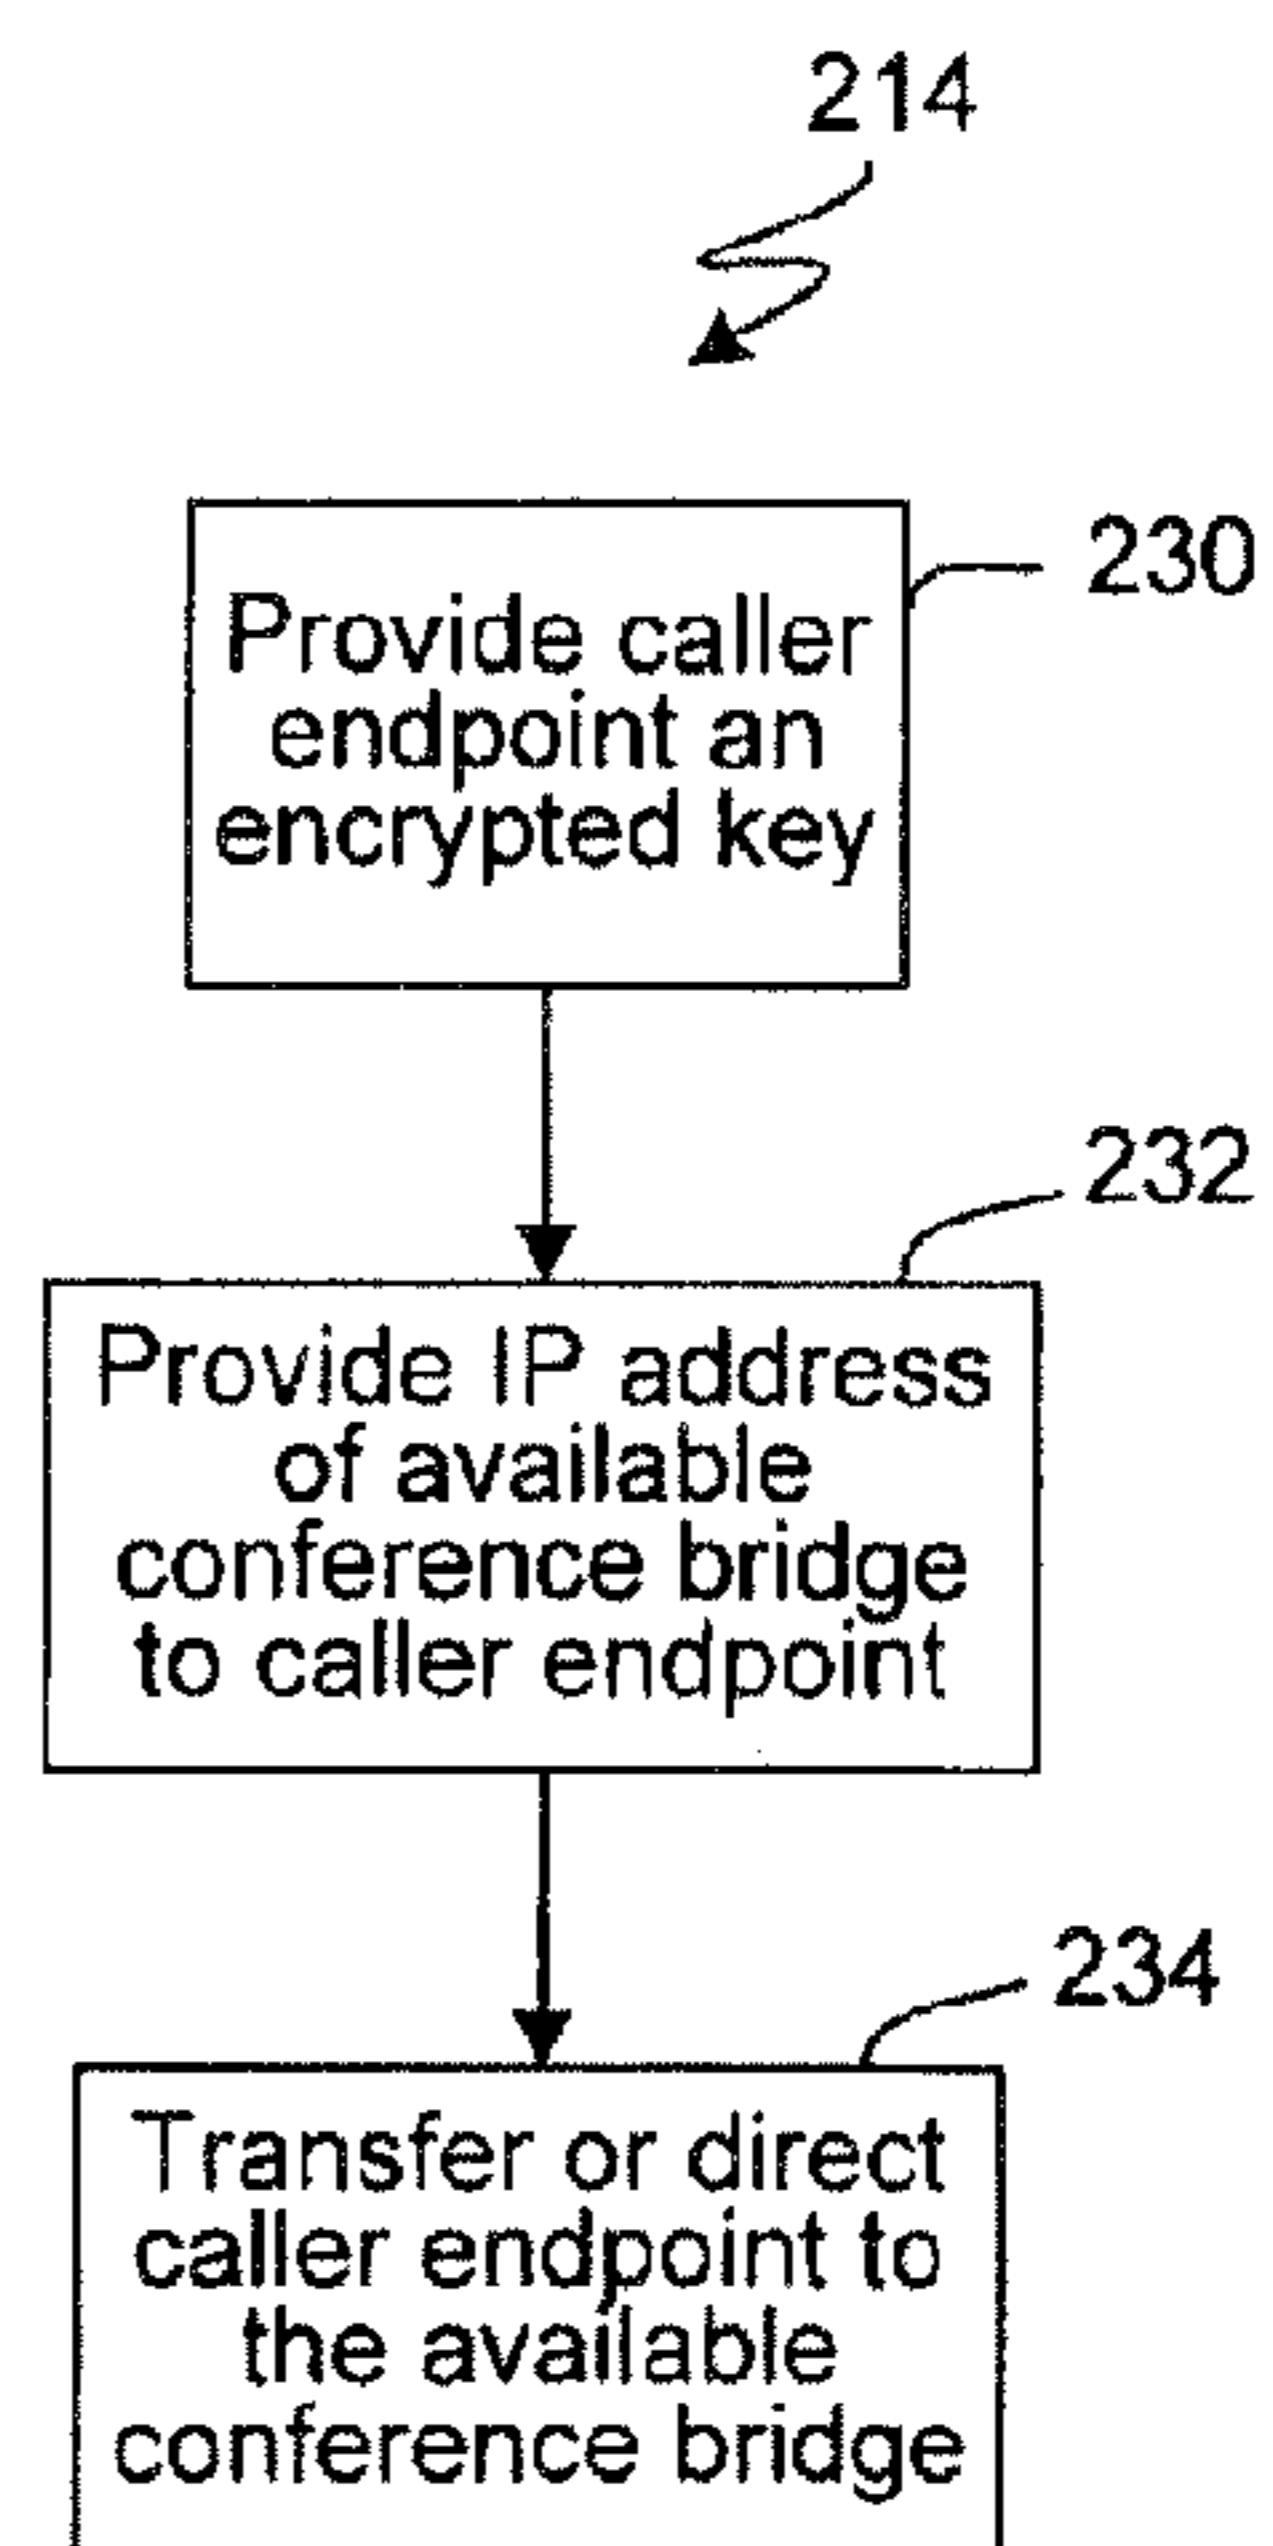 214
230
Provide caller
endpoint an
encrypted key
232
Provide IP address
of available
conference bridge
to caller endpoint
234
Transfer or direct
caller endpoint to
the available
conference bridge